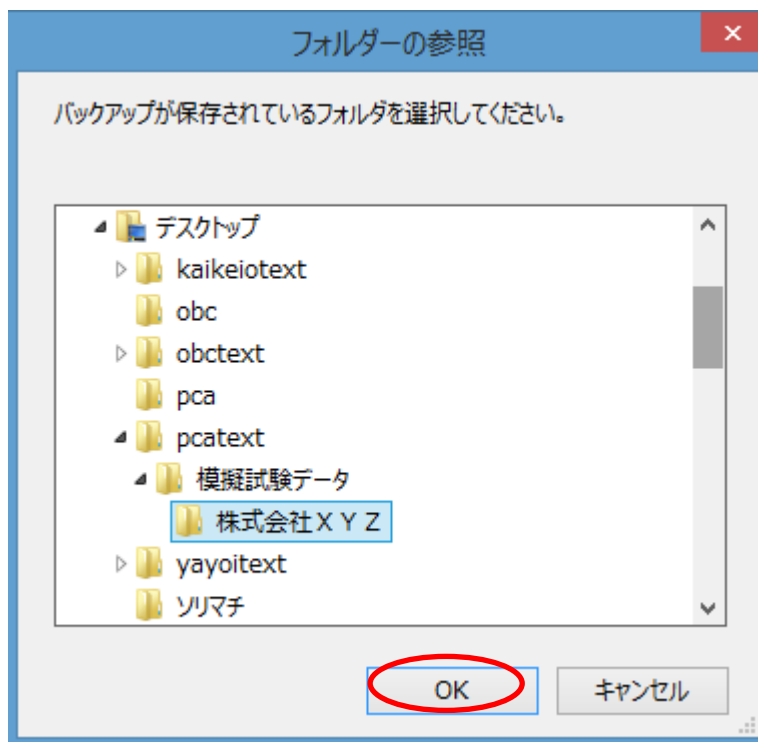 フォルダーの参照
バックアップが保存されているフォルダを選択してください。
デスクトップ
kaikeiotext
obc
obctext
pca
pcatext
模擬試験データ
株式会社ＸＹＺ
yayoitext
ソリマチ
OK
キャンセル